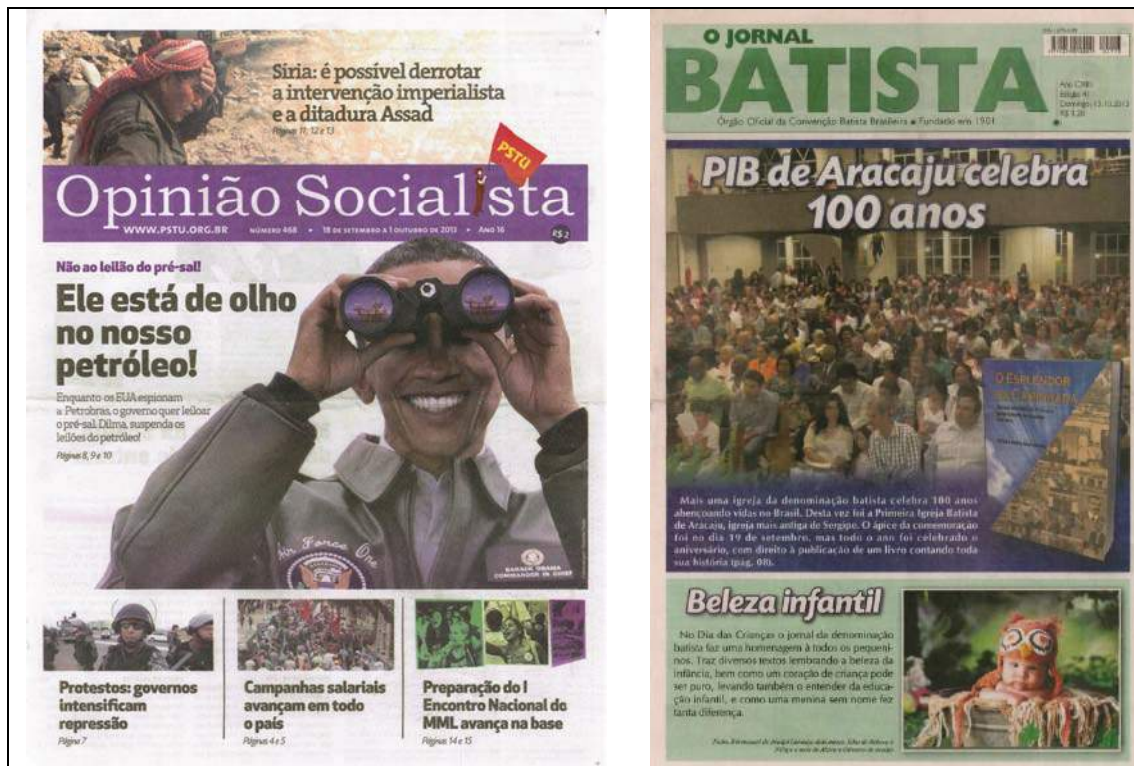 Siria: é possível derrotar
a intervenção imperialista
e a ditadura Assad
Páginas 11, 12 e 13
PSTU
Opinião Socialista
WWW.PSTU.ORG.BR NÚMERO 468 • 18 DE SETEMBRO A 1 OUTUBRO DE 2013 • ANO 16
R$ 2
Não ao leilão do pré-sal!
Ele está de olho
no nosso
petróleo!
Enquanto os EUA espionam
a Petrobras, o governo quer leiloar
o pré-sal. Dilma, suspenda os
leilões do petróleo!
Páginas 8, 9 e 10
Air Force One
BARACK OBAMA
COMMANDER IN CHIEF
Protestos: governos
intensificam
repressão
Página 7
Campanhas salariais
avançam em todo
o país
Páginas 4 e 5
Preparação do I
Encontro Nacional do
MML avança na base
Páginas 14 e 15
O JORNAL
BATISTA
Domingo, 13.10.2013
Órgão Oficial da Convenção Batista Brasileira • Fundado em 1901
PIB de Aracaju celebra
100 anos
O ESPLENDOR
Mais uma igreja da denominação batista celebra 100 anos
abençoando vidas no Brasil. Desta vez foi a Primeira Igreja Batista
de Aracaju, igreja mais antiga de Sergipe. O ápice da comemoração
foi no dia 19 de setembro, mas todo o ano foi celebrado o
aniversário, com direito à publicação de um livro contando toda
sua história (pág. 08).
Beleza infantil
No Dia das Crianças o jornal da denominação
batista faz uma homenagem à todos os pequeni-
nos. Traz diversos textos lembrando a beleza da
infância, bem como um coração de criança pode
ser puro, levando também o entender da educa-
ção infantil, e como uma menina sem nome fez
tanta diferença.